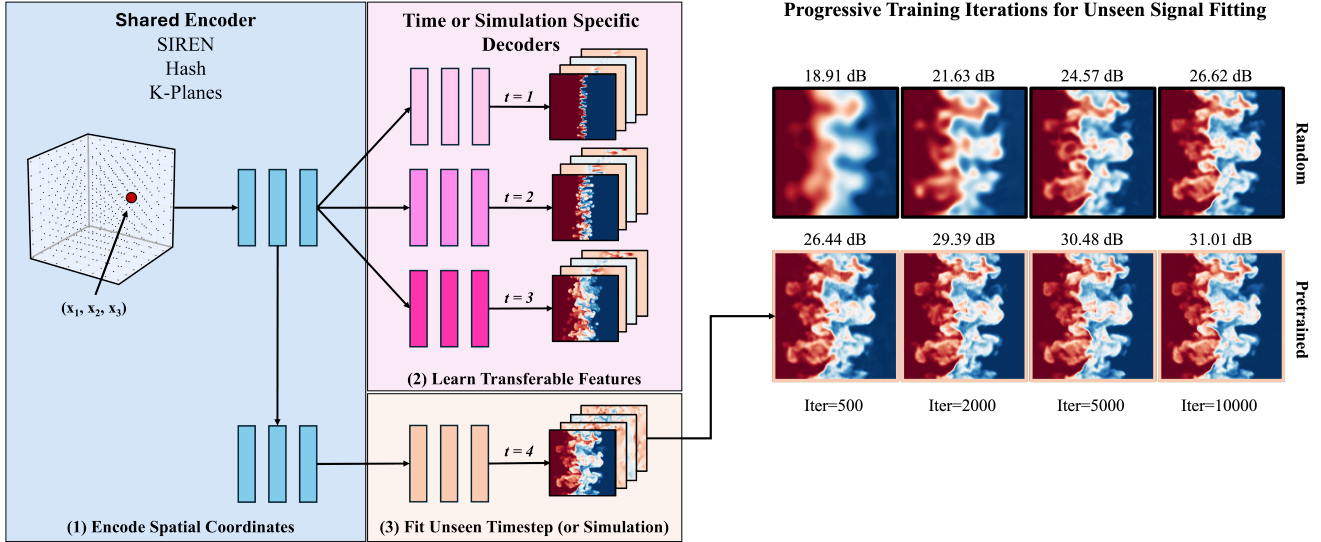 Shared Encoder
SIREN
Hash
K-Planes
(x1, x2, x3)
(1) Encode Spatial Coordinates
Time or Simulation Specific
Decoders
t = 1
t = 2
t = 3
(2) Learn Transferable Features
t = 4
(3) Fit Unseen Timestep (or Simulation)
Progressive Training Iterations for Unseen Signal Fitting
18.91 dB 21.63 dB 24.57 dB 26.62 dB
Random
26.44 dB 29.39 dB 30.48 dB 31.01 dB
Pretrained
Iter=500 Iter=2000 Iter=5000 Iter=10000